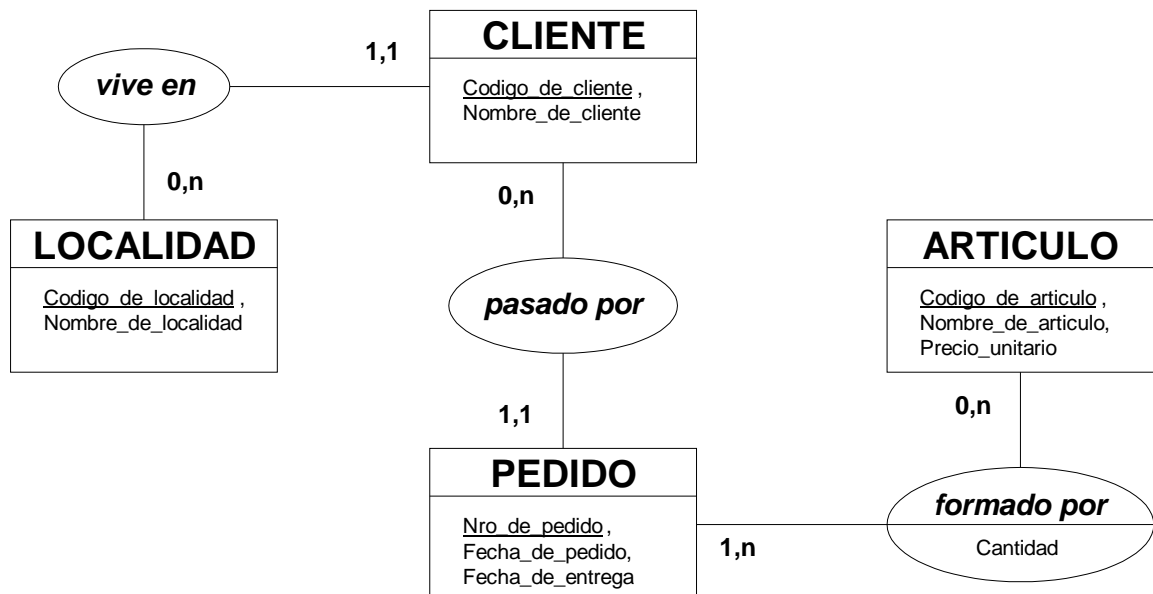 CLIENTE
1,1
vive en
Codigo_de_cliente ,
Nombre_de_cliente
0,n
0,n
LOCALIDAD
Codigo_de_localidad ,
Nombre_de_localidad
ARTICULO
Codigo_de_articulo ,
Nombre_de_articulo,
Precio_unitario
pasado por
0,n
1,1
PEDIDO
Nro_de_pedido ,
Fecha_de_pedido,
Fecha_de_entrega
1,n
formado por
Cantidad